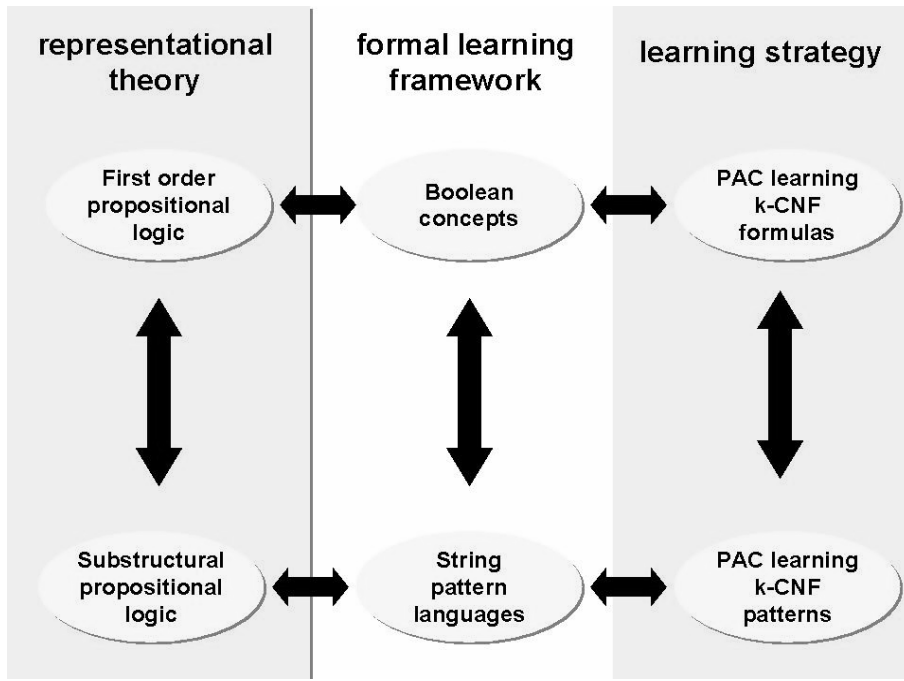 representational
theory
formal learning
framework
learning strategy
First order
propositional
logic
Boolean
concepts
PAC learning
k-CNF
formulas
Substructural
propositional
logic
String
pattern
languages
PAC learning
k-CNF
patterns